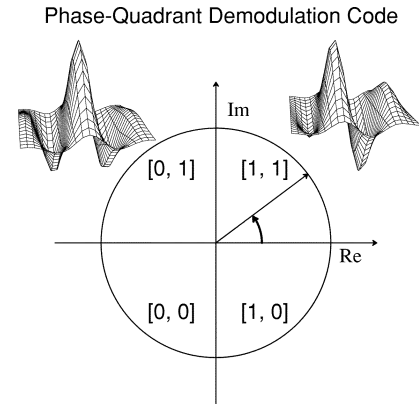 Phase-Quadrant Demodulation Code
Im
[0, 1] [1, 1]
Re
[0, 0] [1, 0]